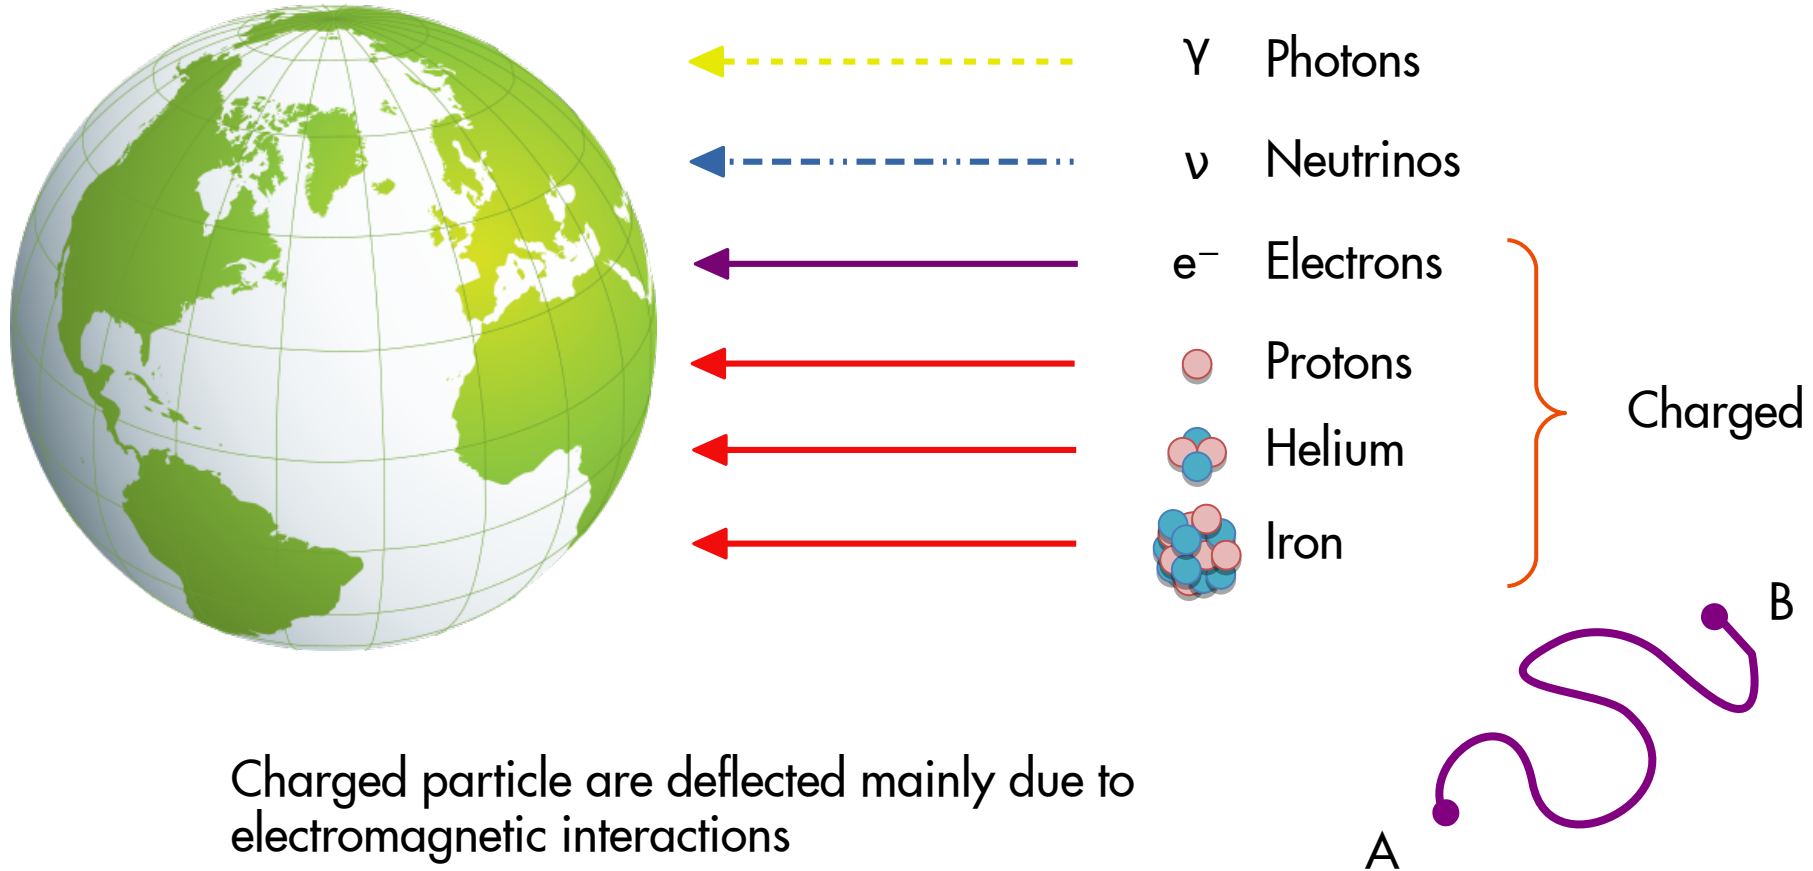 γ Photons
ν Neutrinos
e⁻ Electrons
Protons
Helium
Iron
Charged
B
A
Charged particle are deflected mainly due to
electromagnetic interactions